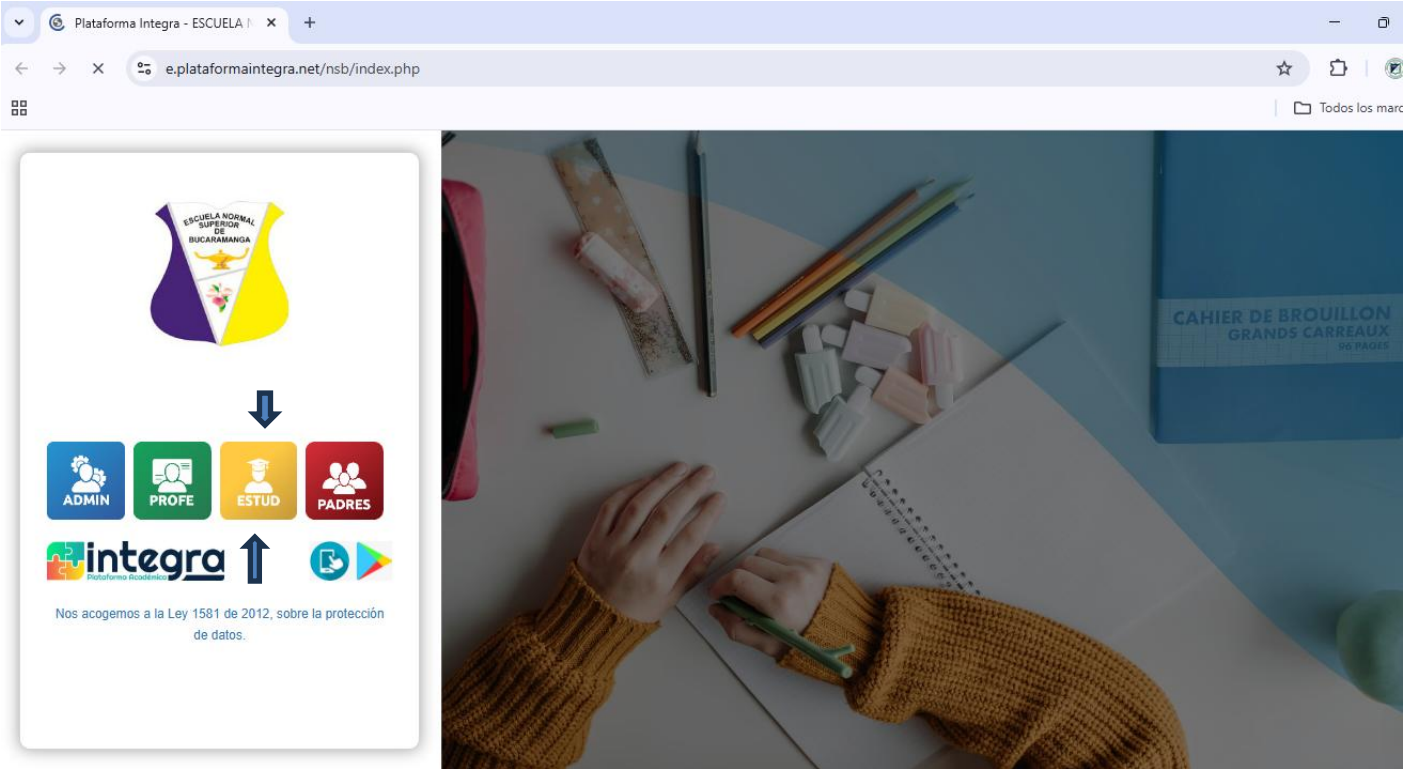 Plataforma Integra - ESCUELA N
e.plataformaintegra.net/nsb/index.php
Todos los marc
ESCUELA NORMAL
SUPERIOR
DE
BUCARAMANGA
ADMIN
PROFE
ESTUD
PADRES
integra
Plataforma Académica
Nos acogemos a la Ley 1581 de 2012, sobre la protección
de datos.
CAHIER DE BROUILLON
GRANDS CARREAUX
96 PAGES